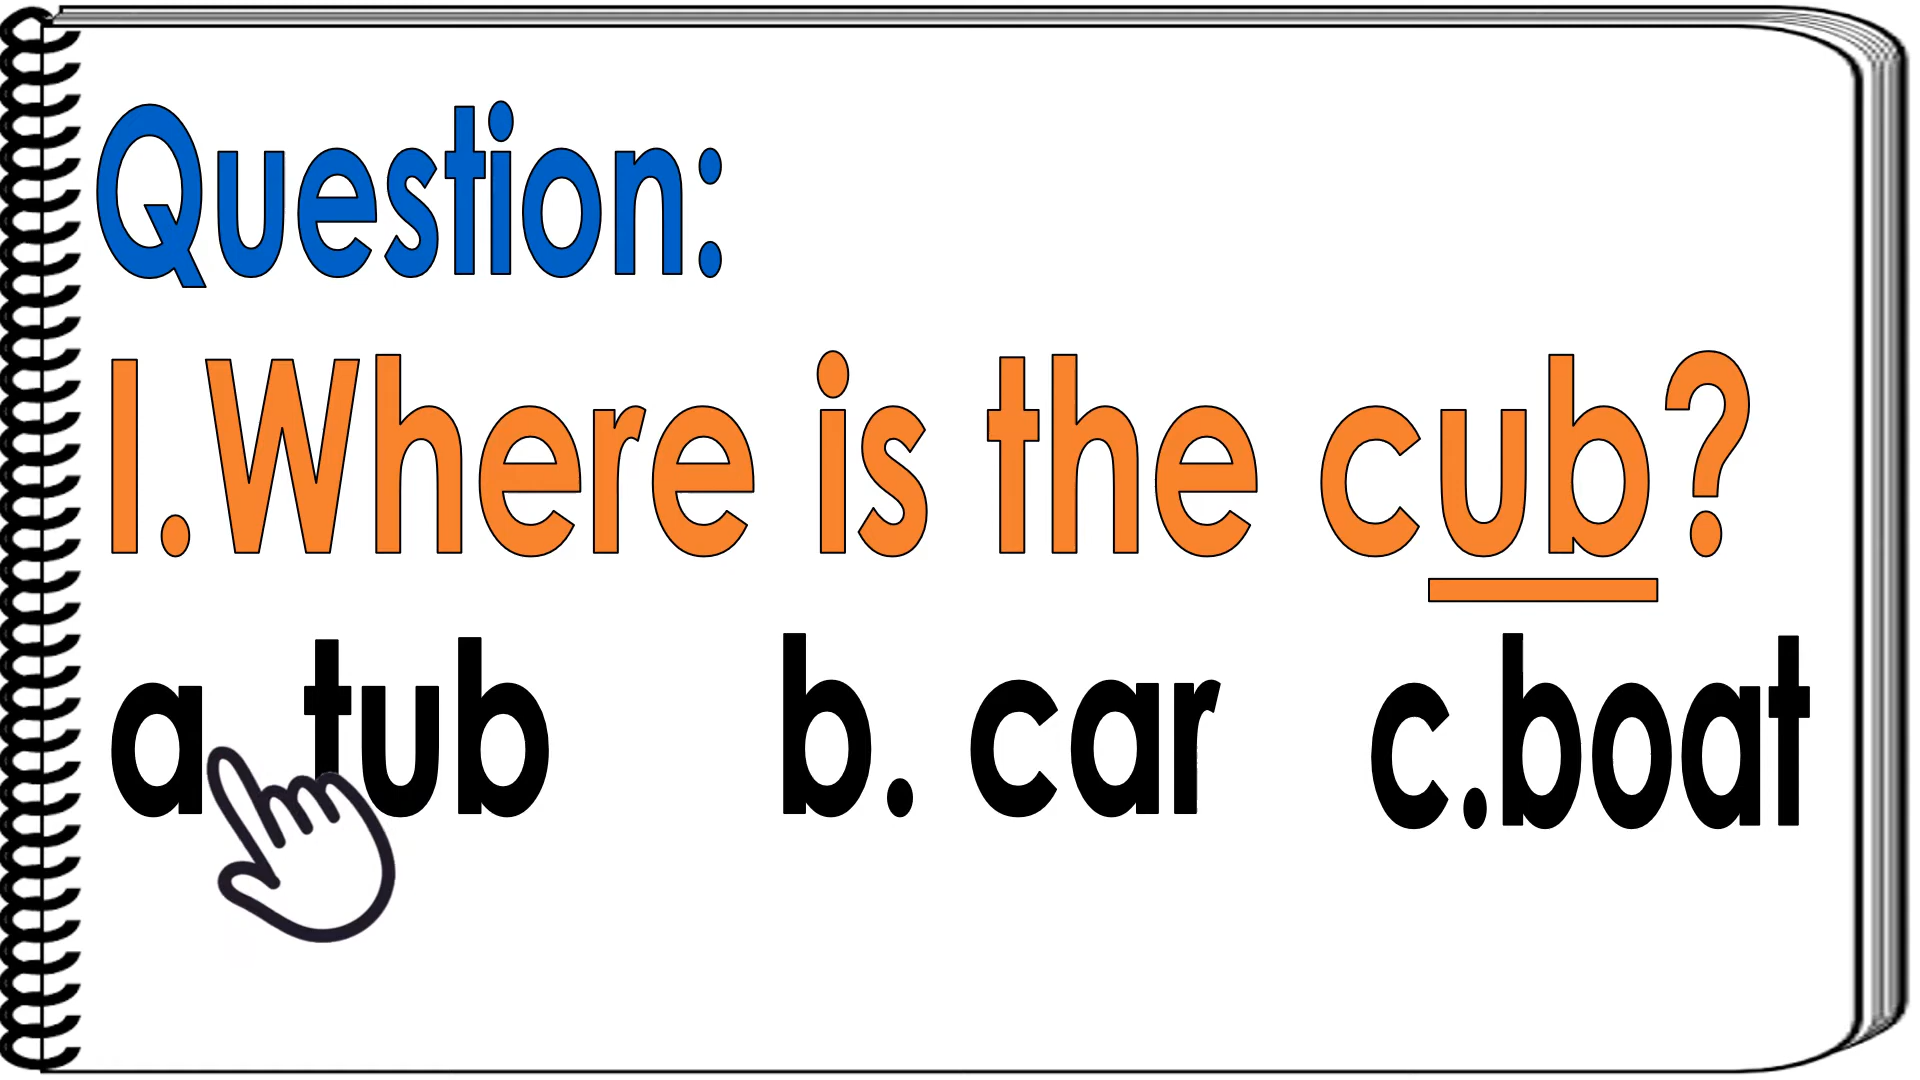 Question:
1.Where is the cub?
a tub b. car c.boat